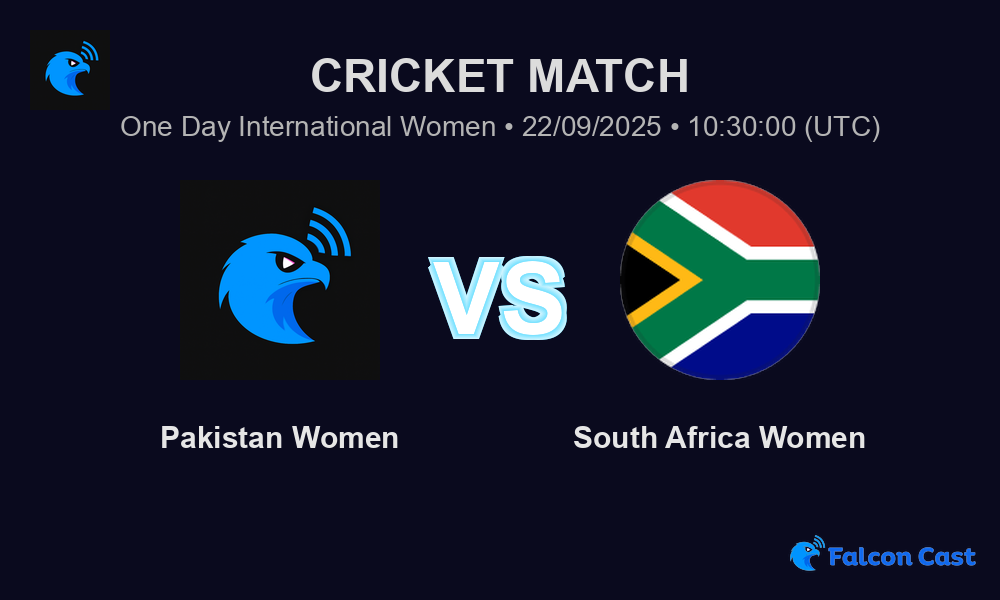 CRICKET MATCH
One Day International Women • 22/09/2025 • 10:30:00 (UTC)
VS
Pakistan Women
South Africa Women
Falcon Cast